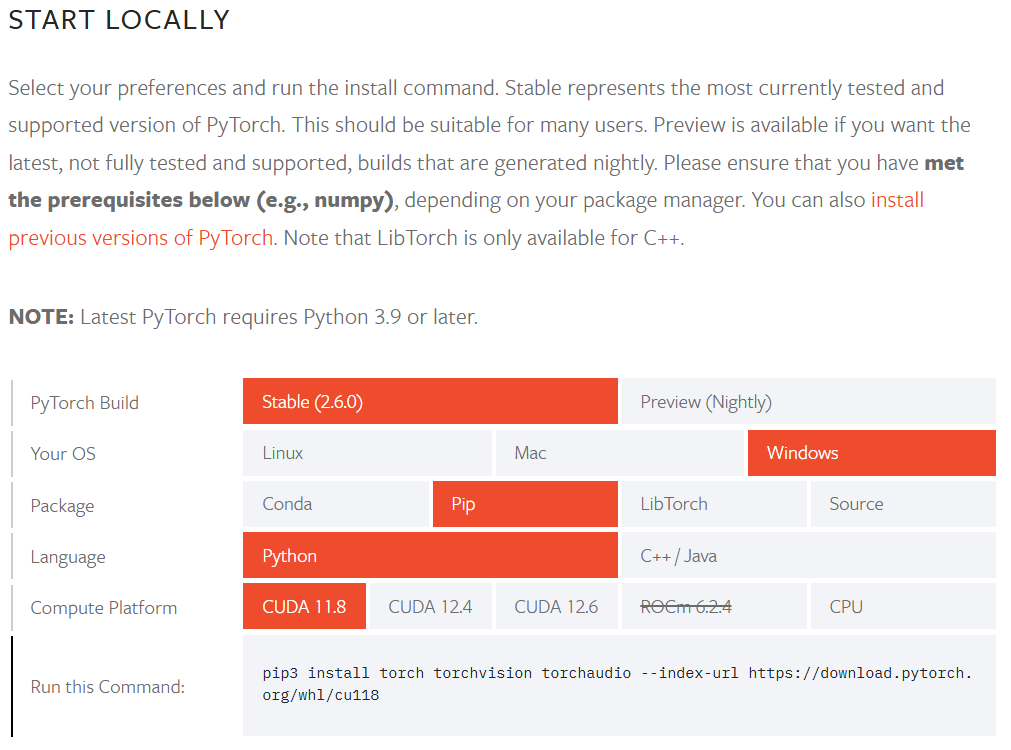 START LOCALLY
Select your preferences and run the install command. Stable represents the most currently tested and
supported version of PyTorch. This should be suitable for many users. Preview is available if you want the
latest, not fully tested and supported, builds that are generated nightly. Please ensure that you have met
the prerequisites below (e.g., numpy), depending on your package manager. You can also install
previous versions of PyTorch. Note that LibTorch is only available for C++.
NOTE: Latest PyTorch requires Python 3.9 or later.
PyTorch Build Stable (2.6.0) Preview (Nightly)
Your OS Linux Mac Windows
Package Conda Pip LibTorch Source
Language Python C++ / Java
Compute Platform CUDA 11.8 CUDA 12.4 CUDA 12.6 ROCm 6.2.4 CPU
Run this Command: pip3 install torch torchvision torchaudio --index-url https://download.pytorch.
org/whl/cu118